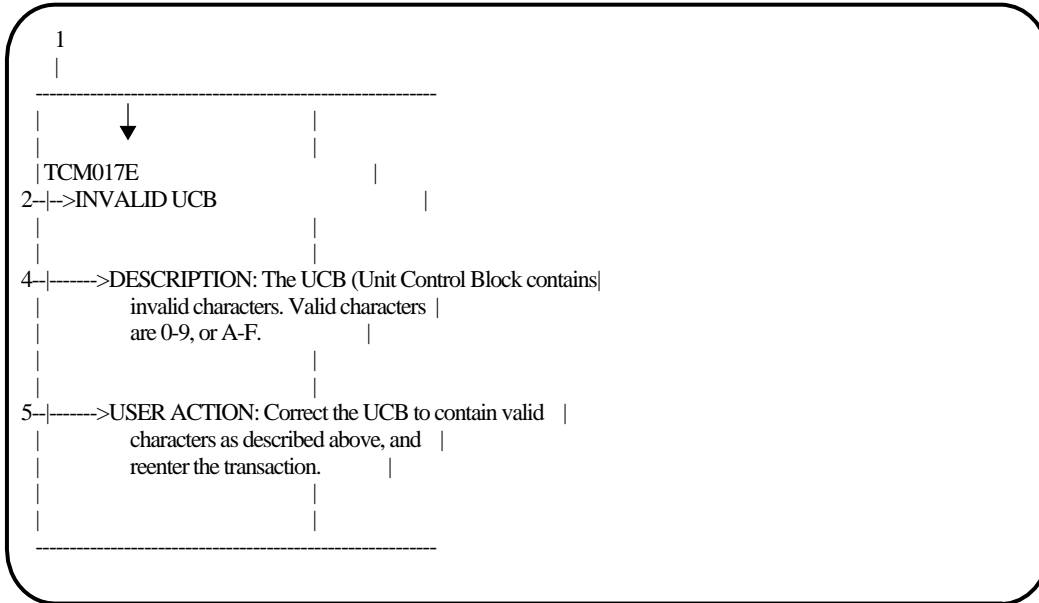 1
|
-----------------------------------------------------------
| |
| |
|TCM017E |
2--|-->INVALID UCB |
| |
| |
4--|------->DESCRIPTION: The UCB (Unit Control Block contains|
| invalid characters. Valid characters |
| are 0-9, or A-F. |
| |
| |
5--|------->USER ACTION: Correct the UCB to contain valid |
| characters as described above, and |
| reenter the transaction. |
| |
| |
-----------------------------------------------------------